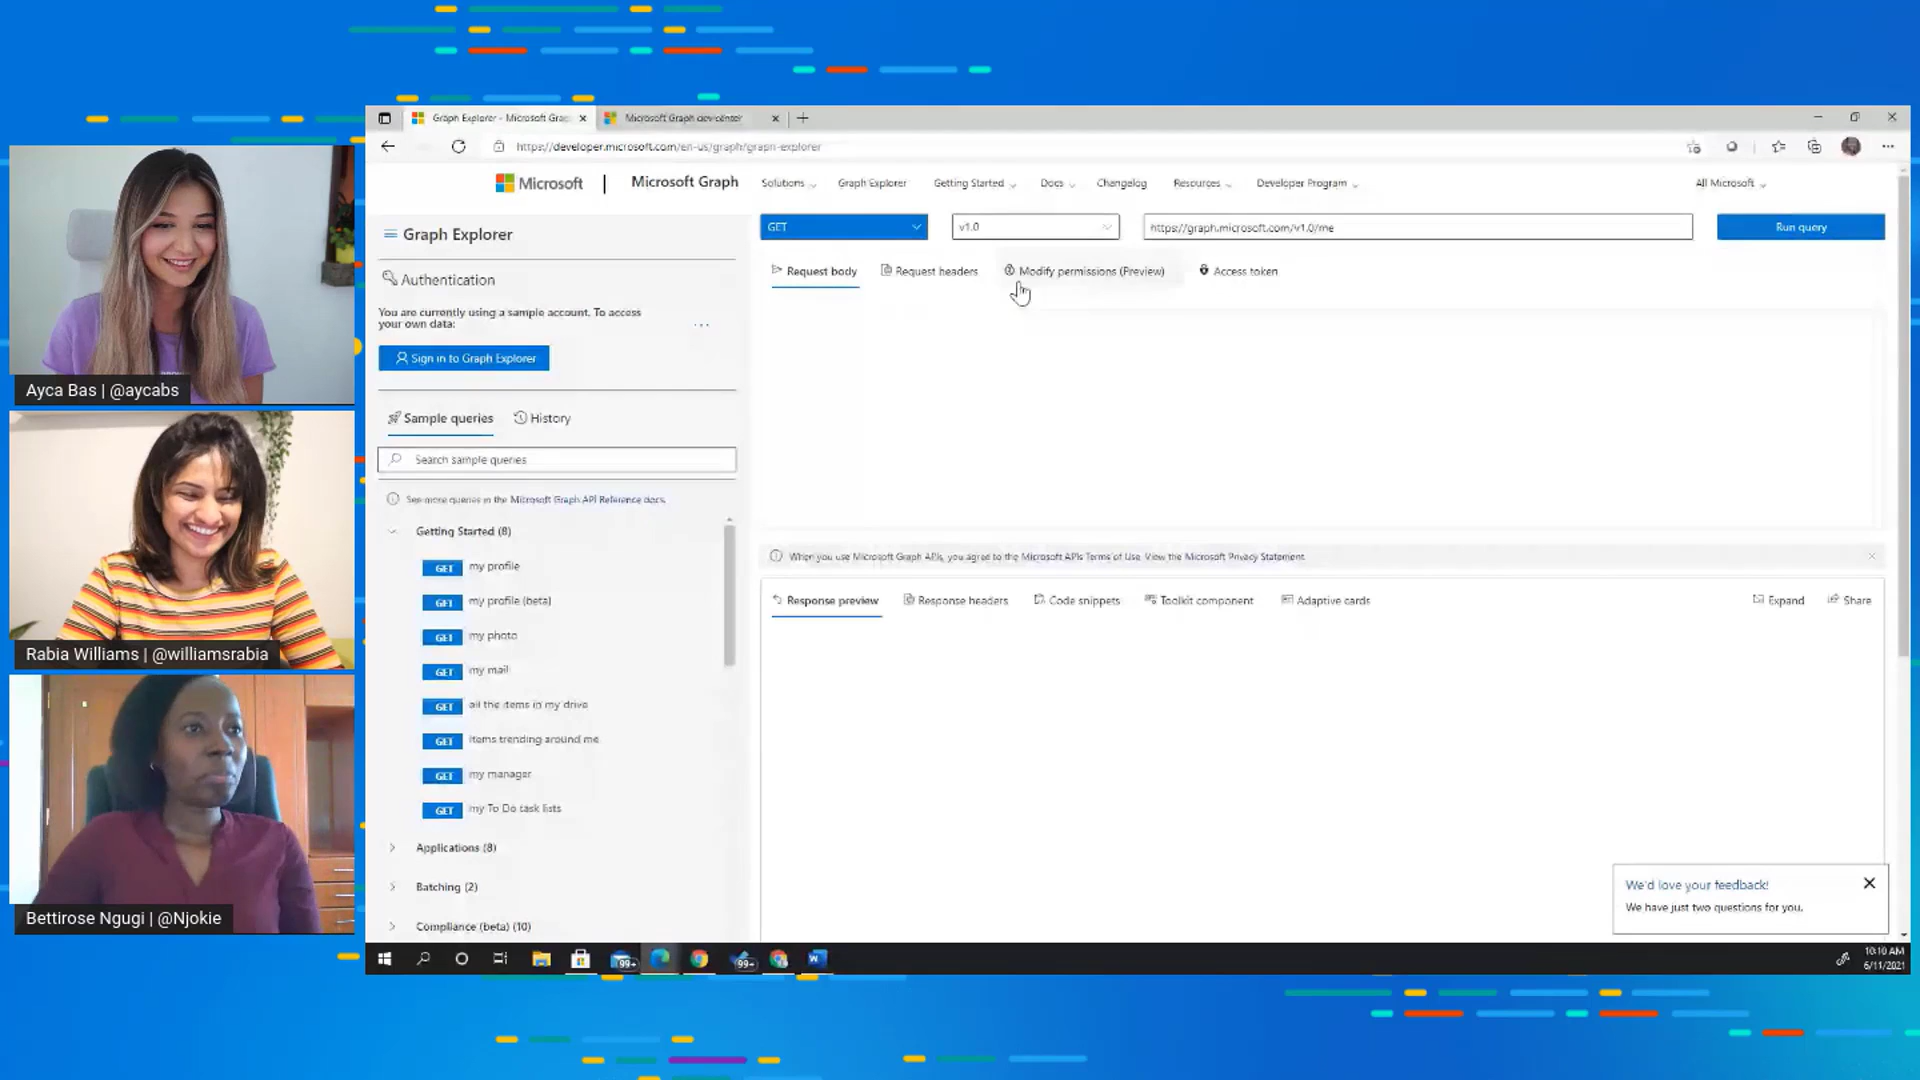 Graph Explorer - Microsoft Grap
Microsoft Graph dev center
https://developer.microsoft.com/en-us/graph/graph-explorer
Microsoft
Microsoft Graph
Solutions
Graph Explorer
Getting Started
Docs
Changelog
Resources
Developer Program
All Microsoft
Graph Explorer
GET
v1.0
https://graph.microsoft.com/v1.0/me
Run query
Request body
Request headers
Modify permissions (Preview)
Access token
Authentication
You are currently using a sample account. To access
your own data:
...
Sign in to Graph Explorer
Sample queries
History
Search sample queries
See more queries in the Microsoft Graph API Reference docs.
Getting Started (8)
GET my profile
GET my profile (beta)
GET my photo
GET my mail
GET all the items in my drive
GET items trending around me
GET my manager
GET my To Do task lists
Applications (8)
Batching (2)
Compliance (beta) (10)
When you use Microsoft Graph APIs, you agree to the Microsoft APIs Terms of Use. View the Microsoft Privacy Statement.
Response preview
Response headers
Code snippets
Toolkit component
Adaptive cards
Expand
Share
We'd love your feedback!
We have just two questions for you.
99+
99+
10:10 AM
6/11/2021
Ayca Bas | @aycabs
Rabia Williams | @williamsrabia
Bettirose Ngugi | @Njokie